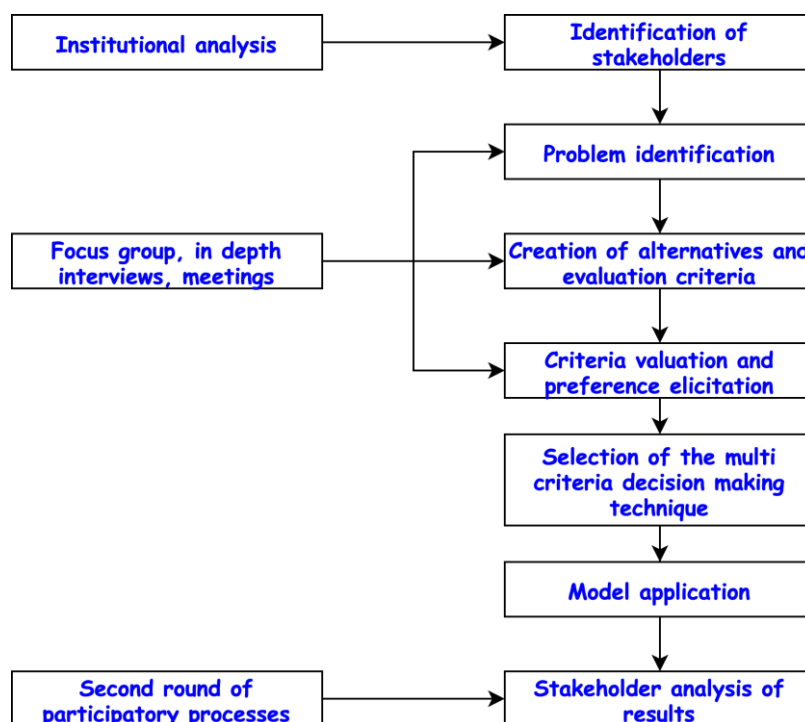 Institutional analysis
Identification of
stakeholders
Problem identification
Focus group, in depth
interviews, meetings
Creation of alternatives and
evaluation criteria
Criteria valuation and
preference elicitation
Selection of the multi
criteria decision making
technique
Model application
Second round of
participatory processes
Stakeholder analysis of
results